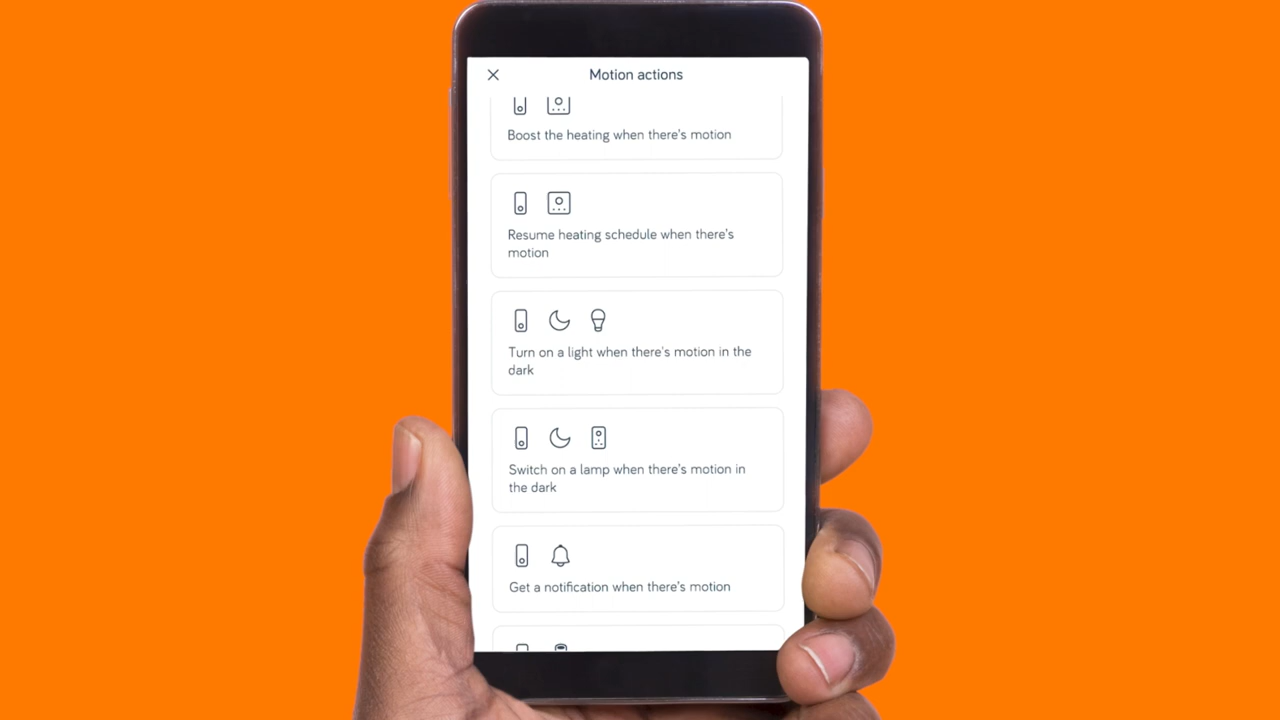 Motion actions
Boost the heating when there's motion
Resume heating schedule when there's
motion
Turn on a light when there's motion in the
dark
Switch on a lamp when there's motion in
the dark
Get a notification when there's motion